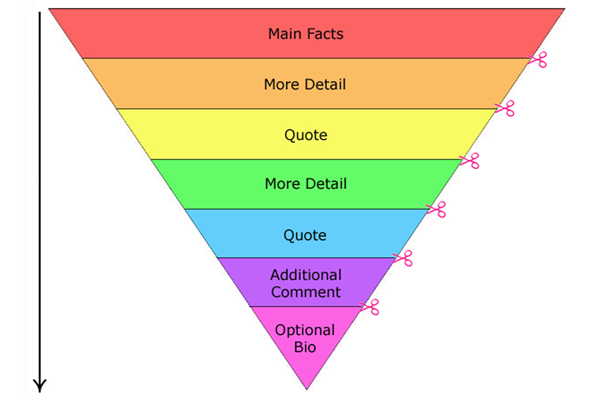 Main Facts
More Detail
Quote
More Detail
Quote
Additional
Comment
Optional
Bio